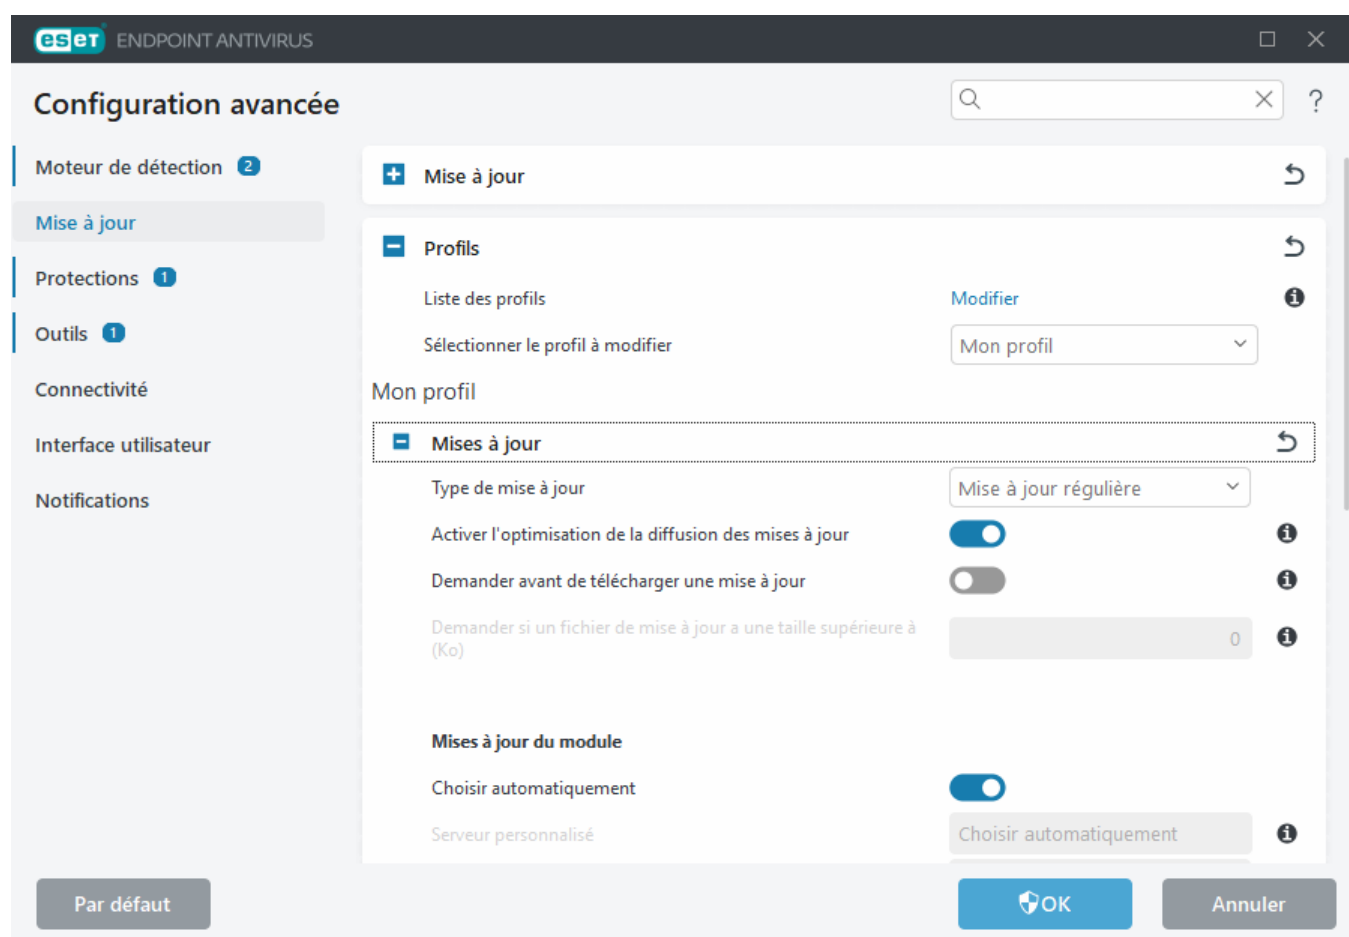 eset ENDPOINT ANTIVIRUS
Configuration avancée
?
Moteur de détection 2
Mise à jour
Protections 1
Outils 1
Connectivité
Interface utilisateur
Notifications
Mise à jour
Profils
Liste des profils Modifier
Sélectionner le profil à modifier Mon profil
Mon profil
Mises à jour
Type de mise à jour Mise à jour régulière
Activer l'optimisation de la diffusion des mises à jour
Demander avant de télécharger une mise à jour
Demander si un fichier de mise à jour a une taille supérieure à
(Ko) 0
Mises à jour du module
Choisir automatiquement
Serveur personnalisé Choisir automatiquement
Par défaut OK Annuler